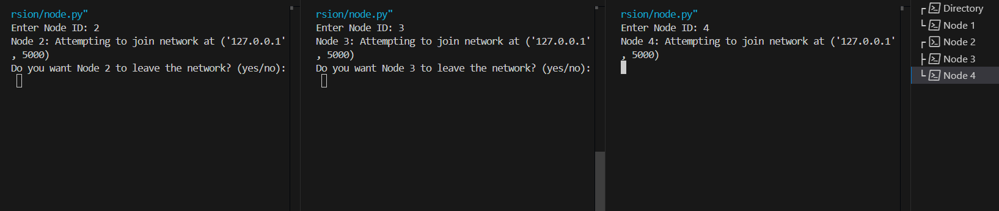 rsion/node.py"
Enter Node ID: 2
Node 2: Attempting to join network at ('127.0.0.1'
, 5000)
Do you want Node 2 to leave the network? (yes/no):
rsion/node.py"
Enter Node ID: 3
Node 3: Attempting to join network at ('127.0.0.1'
, 5000)
Do you want Node 3 to leave the network? (yes/no):
rsion/node.py"
Enter Node ID: 4
Node 4: Attempting to join network at ('127.0.0.1'
, 5000)
Directory
Node 1
Node 2
Node 3
Node 4